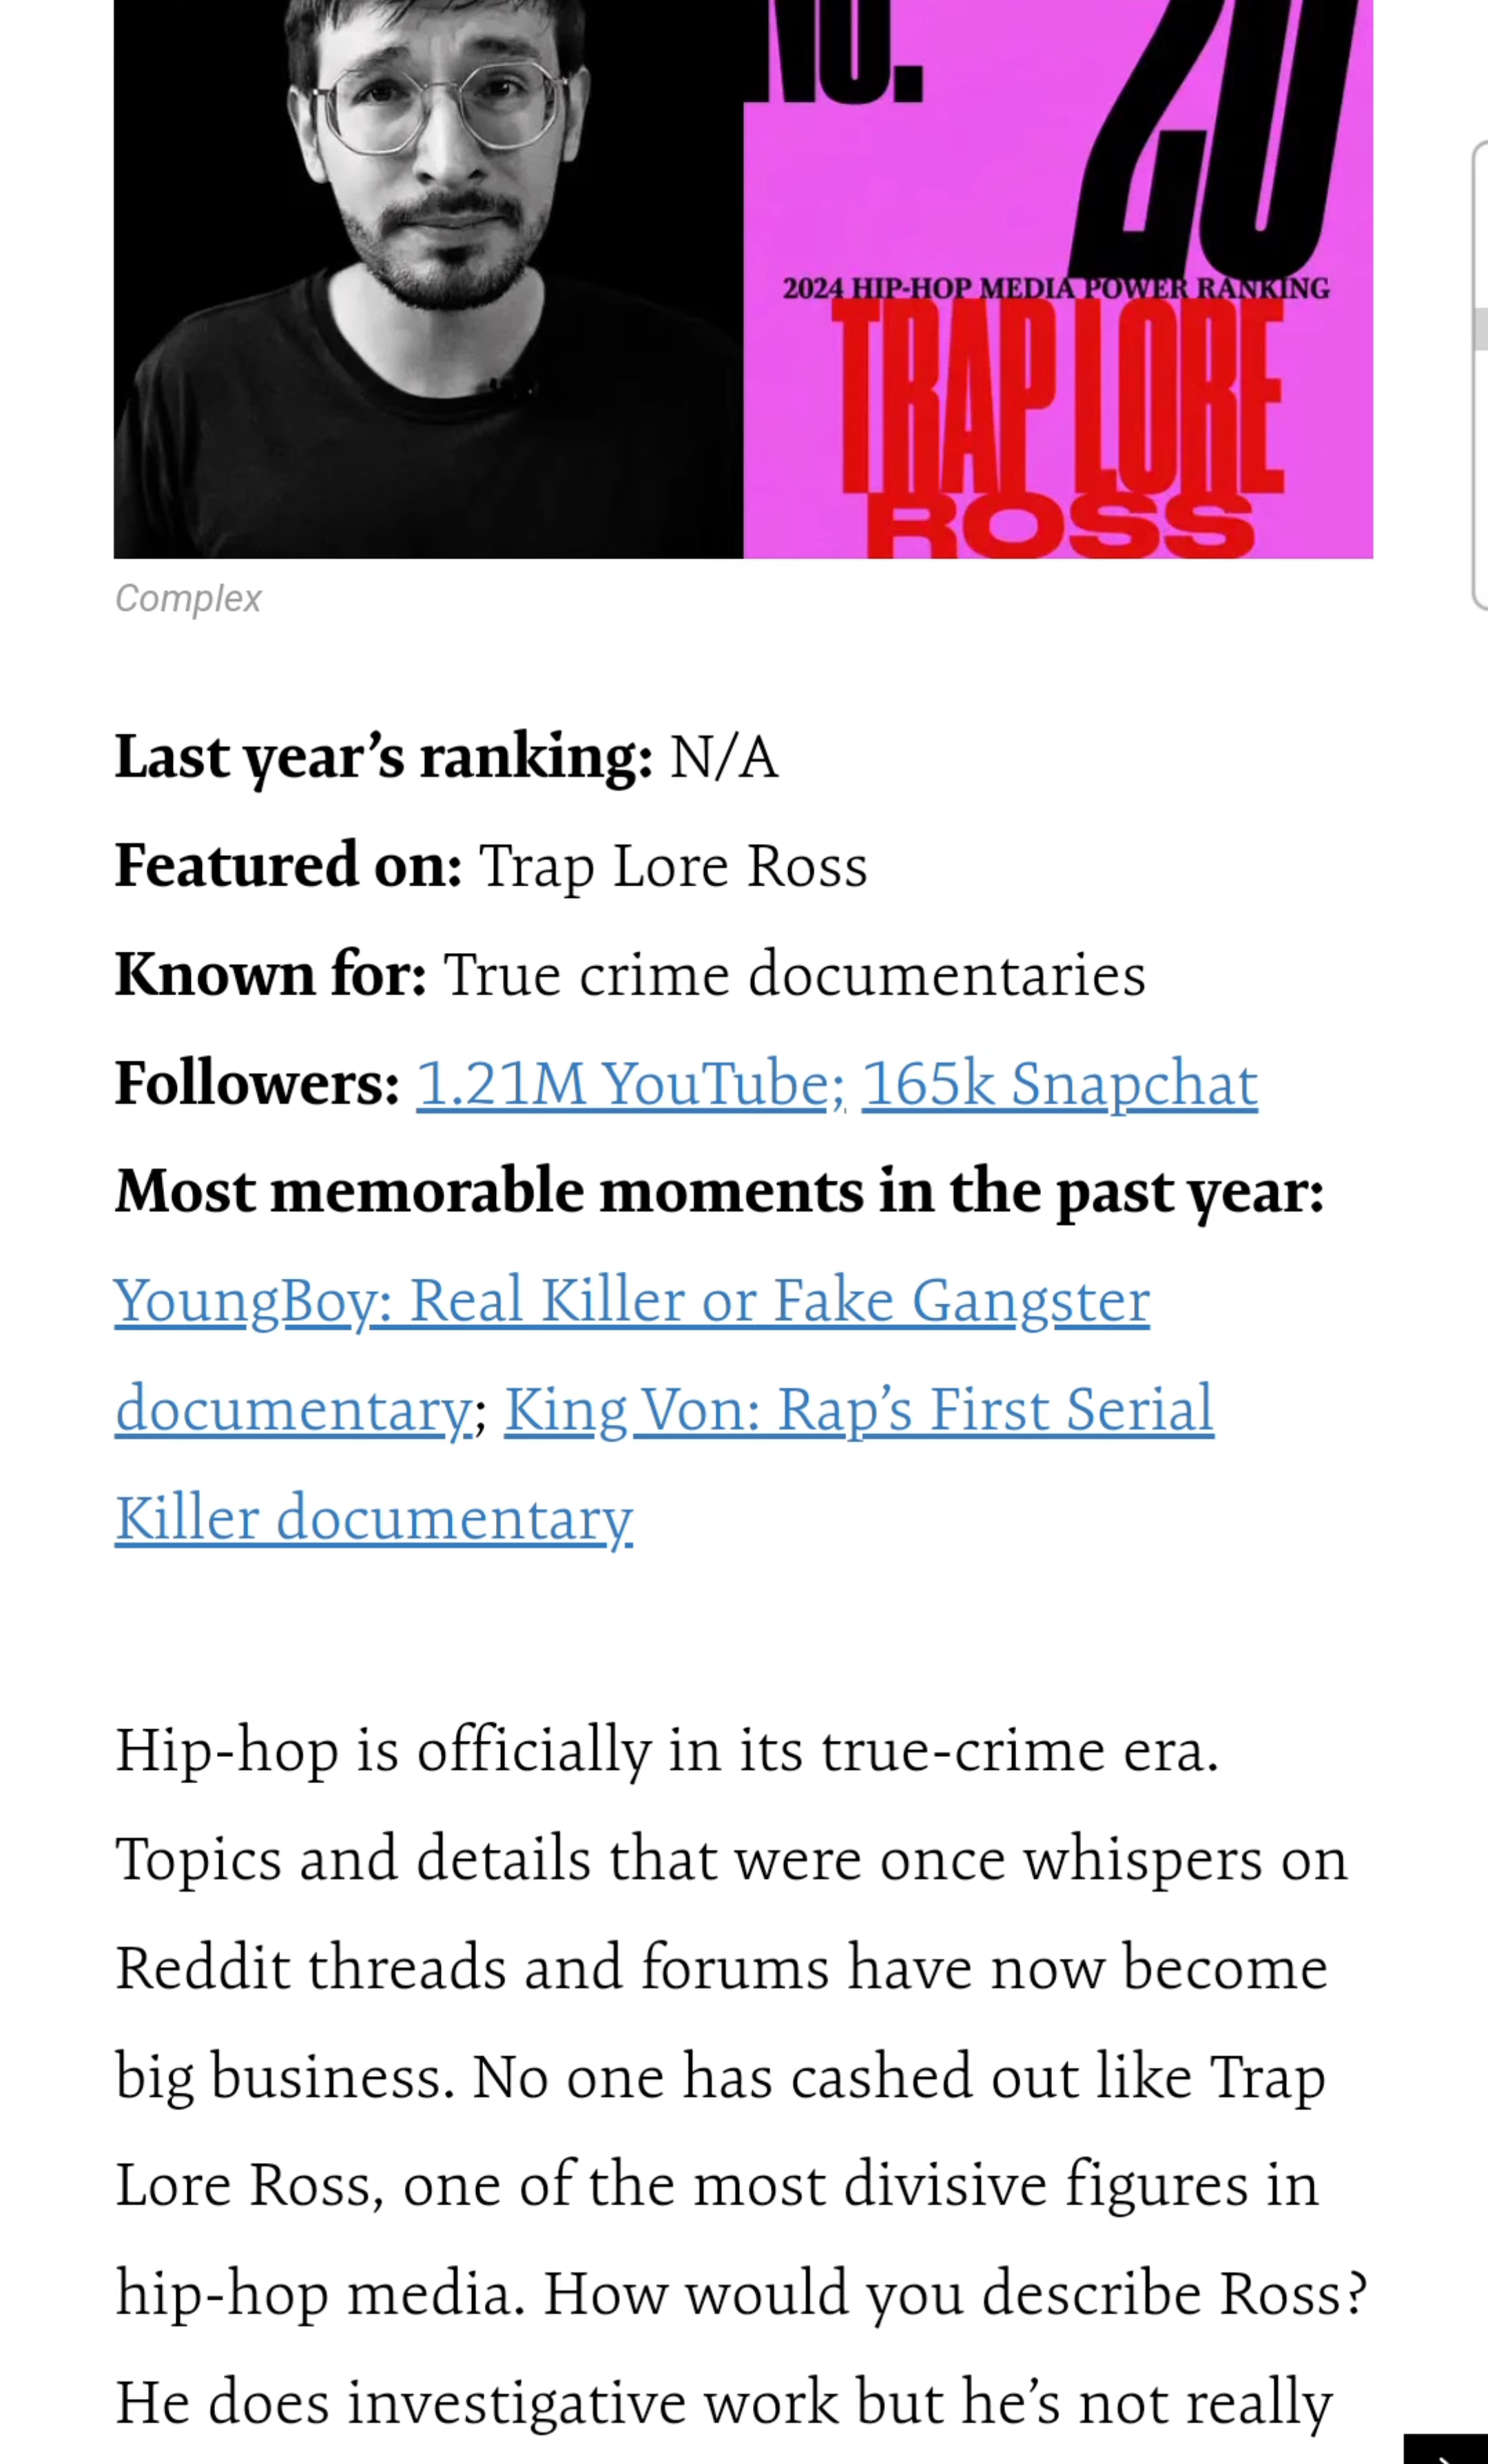 NO. 20
2024 HIP-HOP MEDIA POWER RANKING
TRAP LORE
ROSS
Complex
Last year’s ranking: N/A
Featured on: Trap Lore Ross
Known for: True crime documentaries
Followers: 1.21M YouTube; 165k Snapchat
Most memorable moments in the past year:
YoungBoy: Real Killer or Fake Gangster
documentary; King Von: Rap’s First Serial
Killer documentary
Hip-hop is officially in its true-crime era.
Topics and details that were once whispers on
Reddit threads and forums have now become
big business. No one has cashed out like Trap
Lore Ross, one of the most divisive figures in
hip-hop media. How would you describe Ross?
He does investigative work but he’s not really